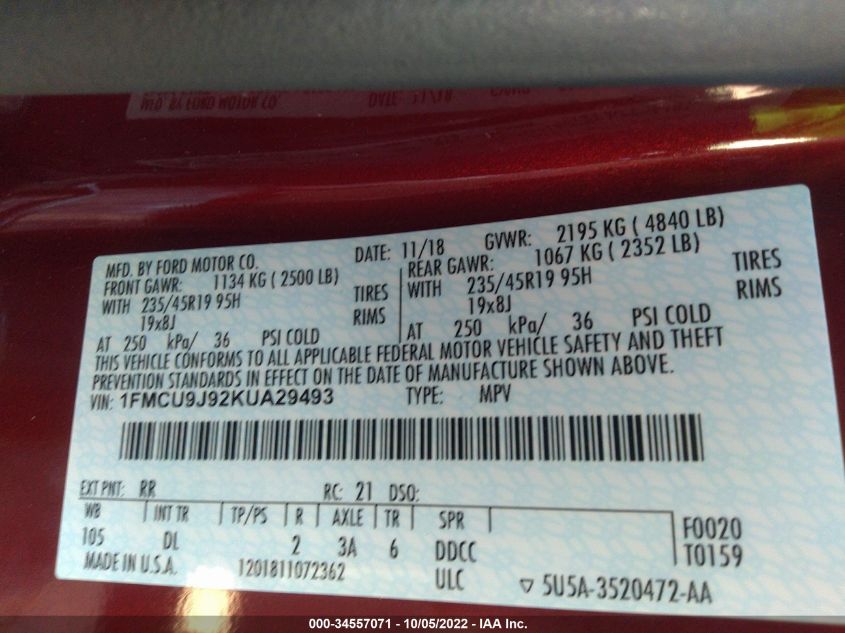 MFD. BY FORD MOTOR CO. DATE: 11/18 GVWR: 2195 KG ( 4840 LB)
FRONT GAWR: 1134 KG ( 2500 LB) REAR GAWR: 1067 KG ( 2352 LB)
WITH 235/45R19 95H TIRES WITH 235/45R19 95H TIRES
19x8J RIMS 19x8J RIMS
AT 250 kPa/ 36 PSI COLD AT 250 kPa/ 36 PSI COLD
THIS VEHICLE CONFORMS TO ALL APPLICABLE FEDERAL MOTOR VEHICLE SAFETY AND THEFT
PREVENTION STANDARDS IN EFFECT ON THE DATE OF MANUFACTURE SHOWN ABOVE.
VIN: 1FMCU9J92KUA29493 TYPE: MPV
EXT PNT: RR RC: 21 DSO:
WB INT TR TP/PS R AXLE TR SPR F0020
105 DL 2 3A 6 DDCC T0159
MADE IN U.S.A. 1201811072362 ULC 5U5A-3520472-AA
000-34557071 - 10/05/2022 - IAA Inc.